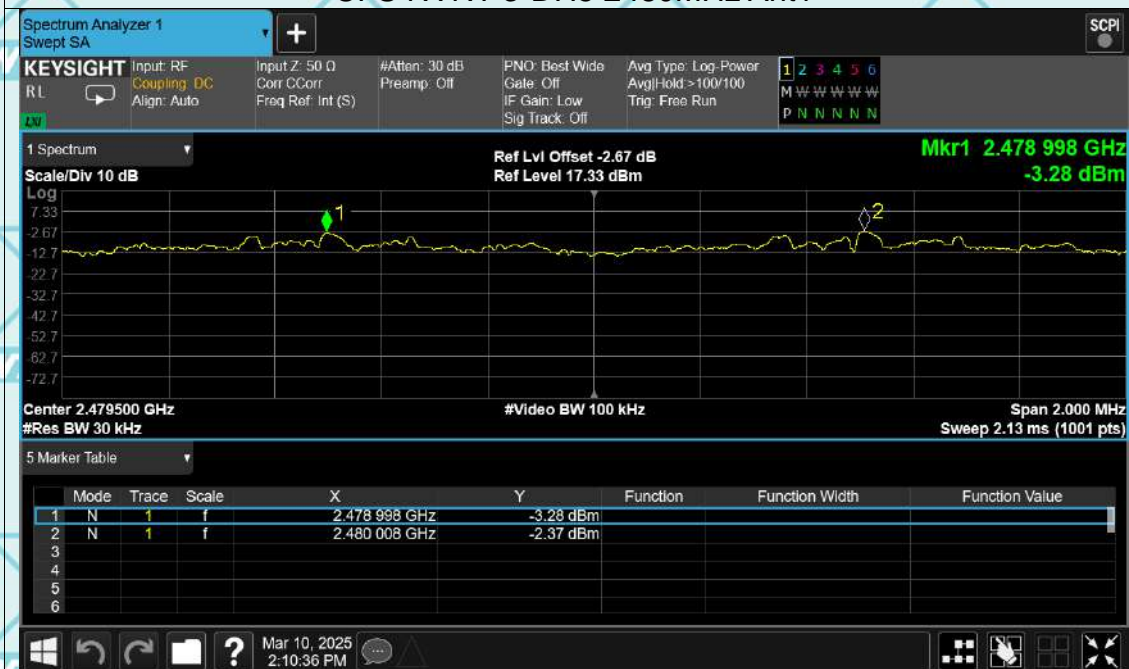 Spectrum Analyzer 1
Swept SA
+
SCPI
KEYSIGHT
RL
LXI
Input: RF
Coupling: DC
Align: Auto
Input Z: 50 Ω
Corr CCorr
Freq Ref: Int (S)
#Atten: 30 dB
Preamp: Off
PNO: Best Wide
Gate: Off
IF Gain: Low
Sig Track: Off
Avg Type: Log-Power
Avg|Hold:>100/100
Trig: Free Run
1 2 3 4 5 6
M W W W W W
P N N N N N
1 Spectrum
Scale/Div 10 dB
Ref Lvl Offset -2.67 dB
Ref Level 17.33 dBm
Mkr1 2.478 998 GHz
-3.28 dBm
Log
7.33
-2.67
-12.7
-22.7
-32.7
-42.7
-52.7
-62.7
-72.7
1
2
Center 2.479500 GHz
#Video BW 100 kHz
Span 2.000 MHz
#Res BW 30 kHz
Sweep 2.13 ms (1001 pts)
5 Marker Table
Mode Trace Scale X Y Function Function Width Function Value
1 N 1 f 2.478 998 GHz -3.28 dBm
2 N 1 f 2.480 008 GHz -2.37 dBm
3
4
5
6
?
Mar 10, 2025
2:10:36 PM